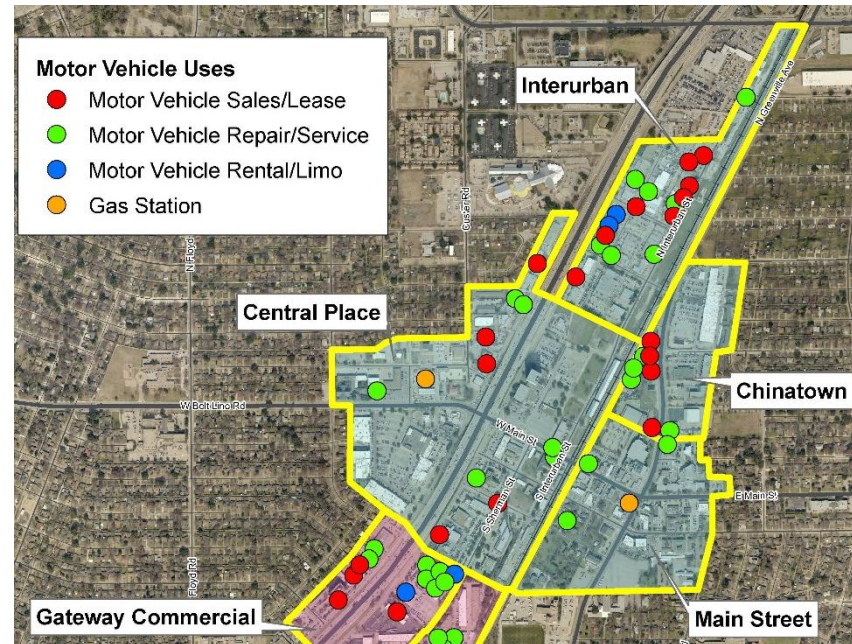 Motor Vehicle Uses
Motor Vehicle Sales/Lease
Motor Vehicle Repair/Service
Motor Vehicle Rental/Limo
Gas Station
Interurban
N Greenville Ave
Custer Rd
N Floyd
N Interurban St
Central Place
Chinatown
W Belt Line Rd
W Main St
S Interurban St
E Main St
S Sherman St
Floyd Rd
Gateway Commercial
Main Street